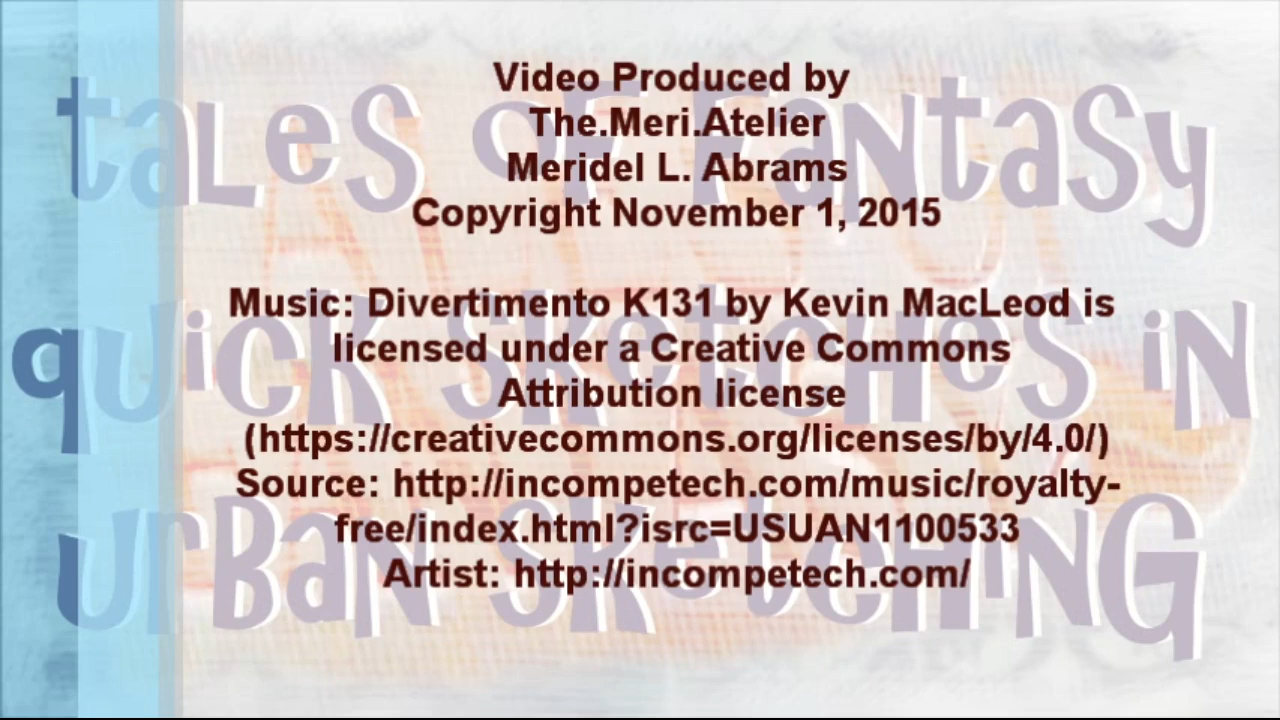 Video Produced by
The.Meri.Atelier
Meridel L. Abrams
Copyright November 1, 2015
Music: Divertimento K131 by Kevin MacLeod is
licensed under a Creative Commons
Attribution license
(https://creativecommons.org/licenses/by/4.0/)
Source: http://incompetech.com/music/royalty-
free/index.html?isrc=USUAN1100533
Artist: http://incompetech.com/
taLes of Fantasy
quick sketches in
urban sketching